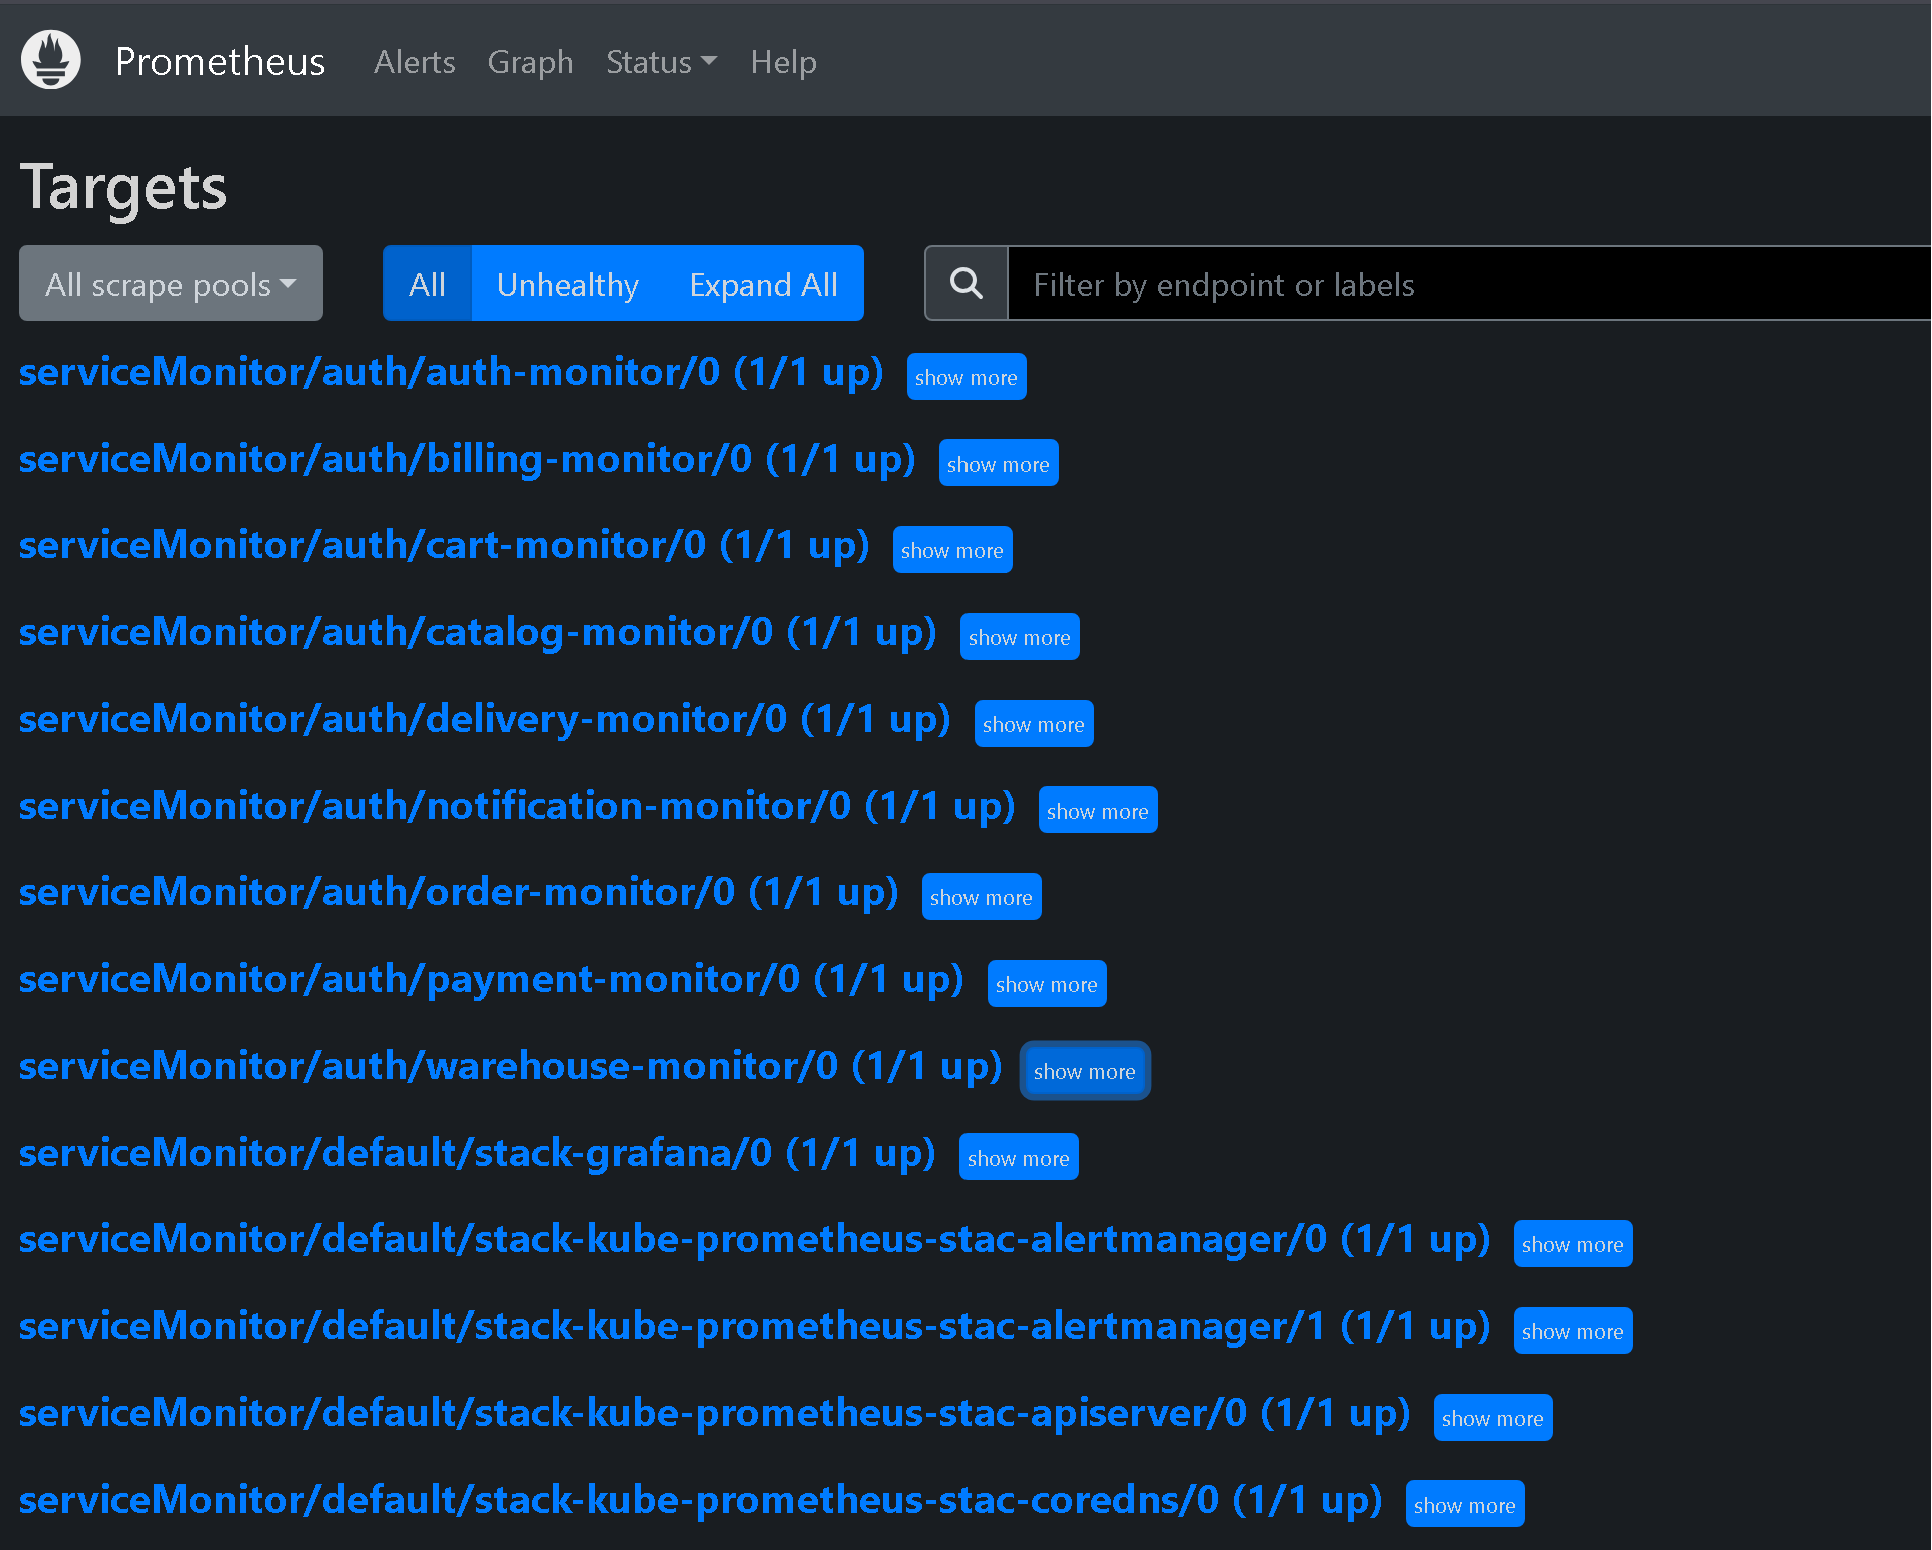 Prometheus Alerts Graph Status Help
Targets
All scrape pools All Unhealthy Expand All Filter by endpoint or labels
serviceMonitor/auth/auth-monitor/0 (1/1 up) show more
serviceMonitor/auth/billing-monitor/0 (1/1 up) show more
serviceMonitor/auth/cart-monitor/0 (1/1 up) show more
serviceMonitor/auth/catalog-monitor/0 (1/1 up) show more
serviceMonitor/auth/delivery-monitor/0 (1/1 up) show more
serviceMonitor/auth/notification-monitor/0 (1/1 up) show more
serviceMonitor/auth/order-monitor/0 (1/1 up) show more
serviceMonitor/auth/payment-monitor/0 (1/1 up) show more
serviceMonitor/auth/warehouse-monitor/0 (1/1 up) show more
serviceMonitor/default/stack-grafana/0 (1/1 up) show more
serviceMonitor/default/stack-kube-prometheus-stac-alertmanager/0 (1/1 up) show more
serviceMonitor/default/stack-kube-prometheus-stac-alertmanager/1 (1/1 up) show more
serviceMonitor/default/stack-kube-prometheus-stac-apiserver/0 (1/1 up) show more
serviceMonitor/default/stack-kube-prometheus-stac-coredns/0 (1/1 up) show more